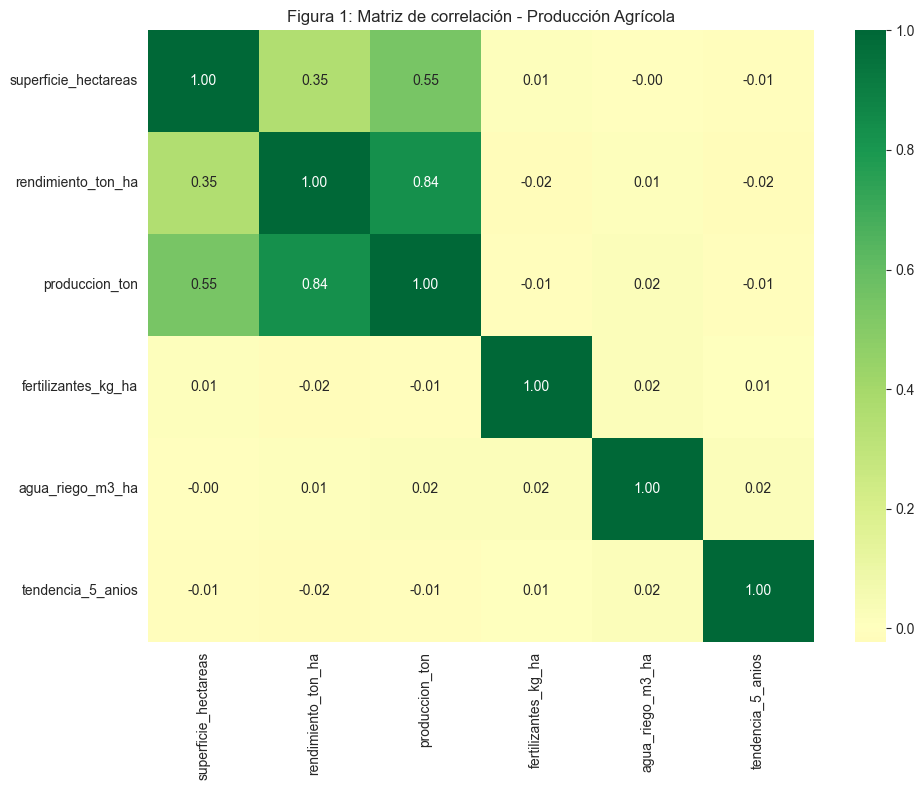 Figura 1: Matriz de correlación - Producción Agrícola
superficie_hectareas 1.00 0.35 0.55 0.01 -0.00 -0.01
rendimiento_ton_ha 0.35 1.00 0.84 -0.02 0.01 -0.02
produccion_ton 0.55 0.84 1.00 -0.01 0.02 -0.01
fertilizantes_kg_ha 0.01 -0.02 -0.01 1.00 0.02 0.01
agua_riego_m3_ha -0.00 0.01 0.02 0.02 1.00 0.02
tendencia_5_anios -0.01 -0.02 -0.01 0.01 0.02 1.00
superficie_hectareas
rendimiento_ton_ha
produccion_ton
fertilizantes_kg_ha
agua_riego_m3_ha
tendencia_5_anios
1.0
0.8
0.6
0.4
0.2
0.0